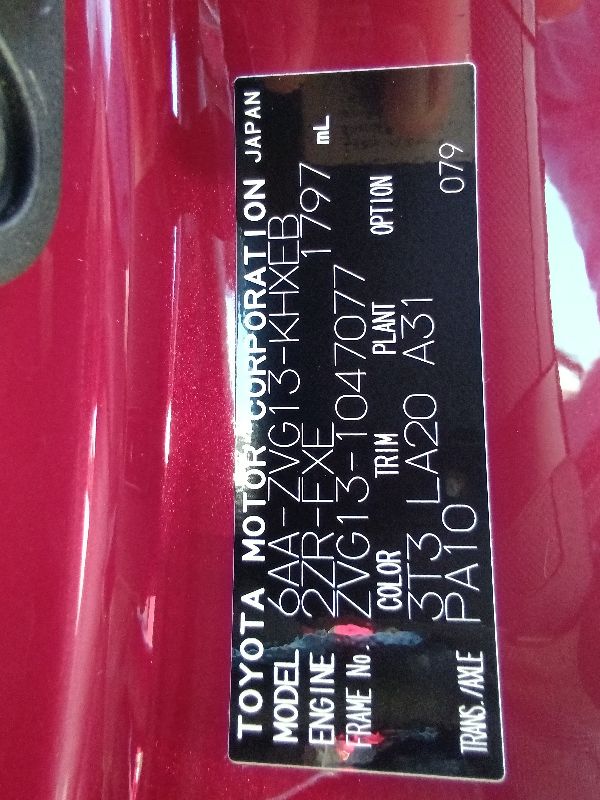 TOYOTA MOTOR CORPORATION JAPAN
MODEL 6AA-ZVG13-KHXEB
ENGINE 2ZR-FXE 1797 mL
FRAME No. ZVG13-1047077
COLOR TRIM PLANT OPTION
3T3 LA20 A31
TRANS./AXLE PA10 079